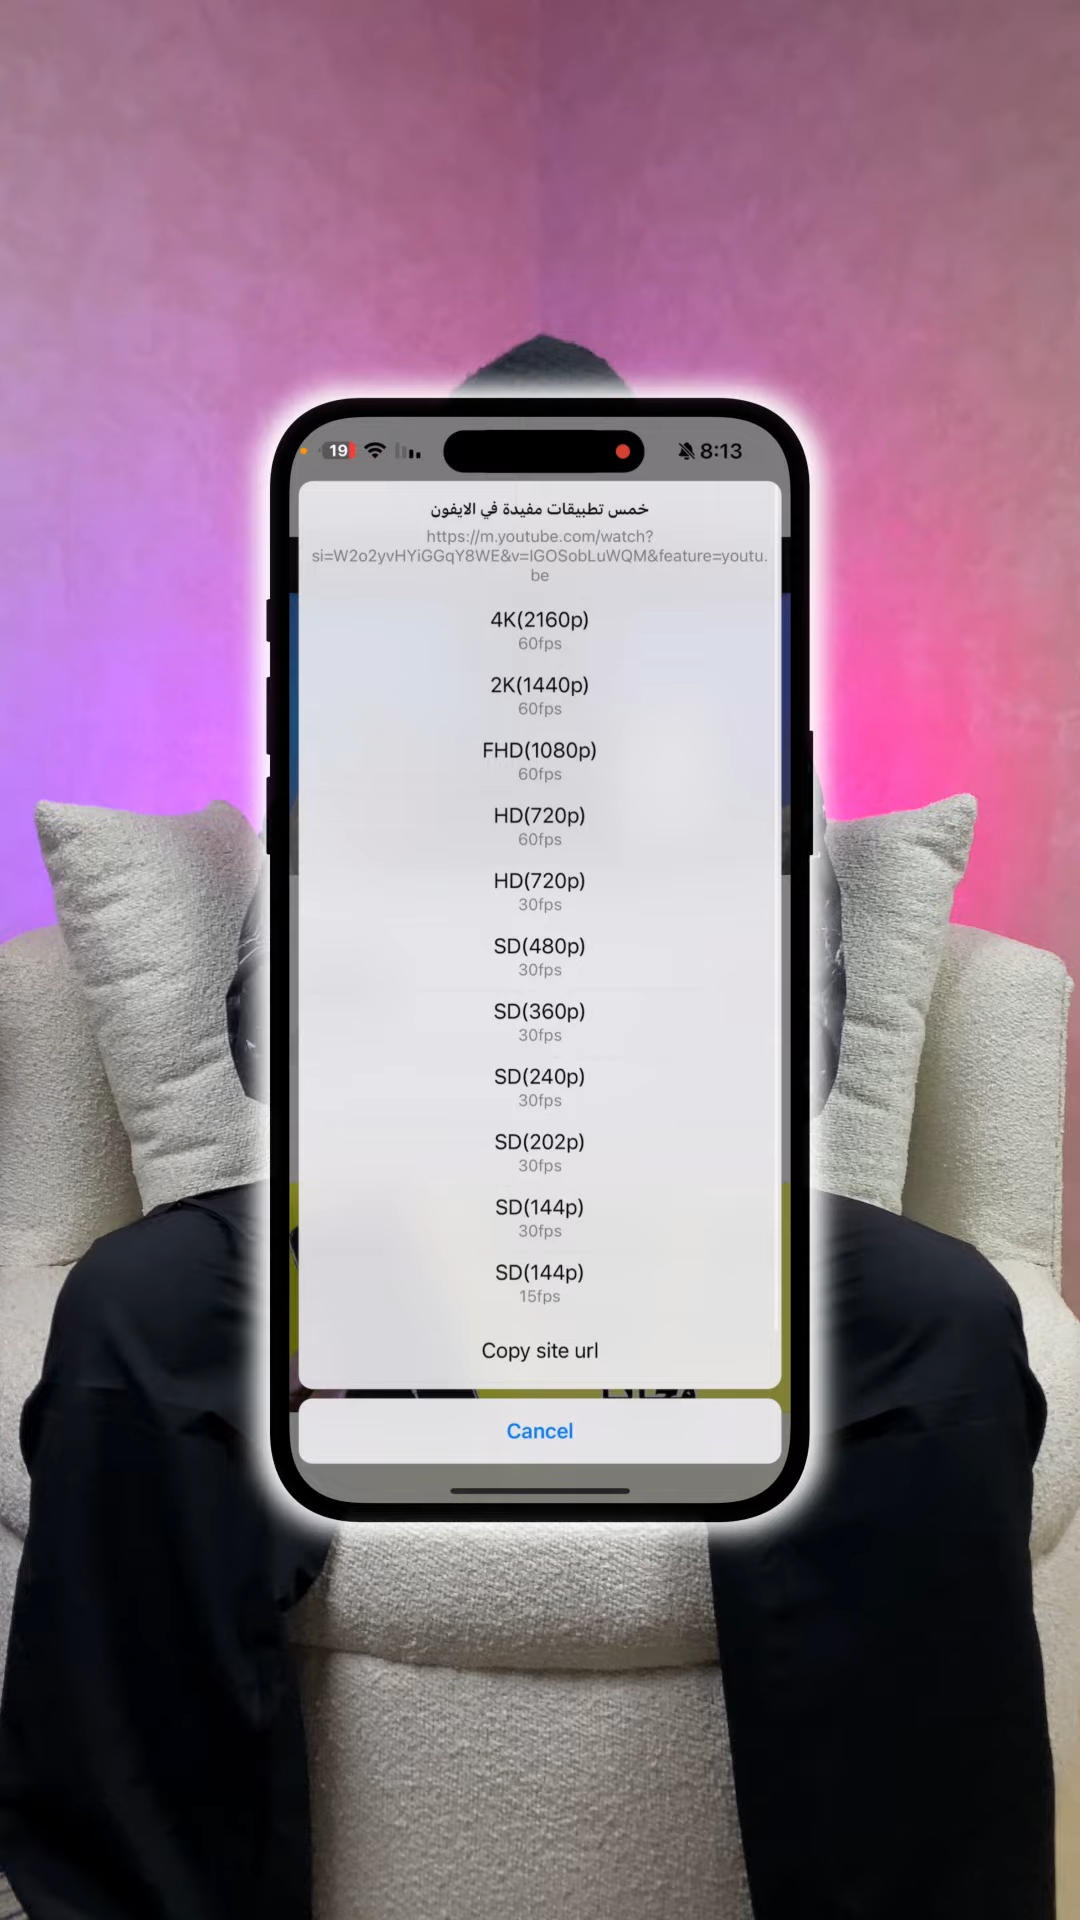 19
8:13
خمس تطبيقات مفيدة في الايفون
https://m.youtube.com/watch?
si=W2o2yvHYiGGqY8WE&v=IGOSobLuWQM&feature=youtu.
be
4K(2160p)
60fps
2K(1440p)
60fps
FHD(1080p)
60fps
HD(720p)
60fps
HD(720p)
30fps
SD(480p)
30fps
SD(360p)
30fps
SD(240p)
30fps
SD(202p)
30fps
SD(144p)
30fps
SD(144p)
15fps
Copy site url
Cancel